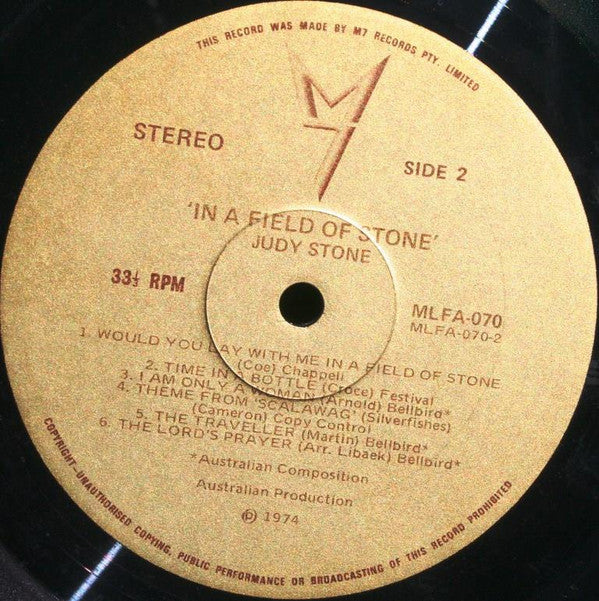 THIS RECORD WAS MADE BY M7 RECORDS PTY. LIMITED
M7
STEREO
SIDE 2
'IN A FIELD OF STONE'
JUDY STONE
33⅓ RPM
MLFA-070
MLFA-070-2
1. WOULD YOU LAY WITH ME IN A FIELD OF STONE
(Coe) Chappell
2. TIME IN A BOTTLE (Croce) Festival
3. I AM ONLY A WOMAN (Arnold) Bellbird*
4. THEME FROM 'SCALAWAG' (Silverfishes)
(Cameron) Copy Control
5. THE TRAVELLER (Martin) Bellbird*
6. THE LORD'S PRAYER (Arr. Libaek) Bellbird*
*Australian Composition
Australian Production
Ⓟ 1974
COPYRIGHT—UNAUTHORISED COPYING, PUBLIC PERFORMANCE OR BROADCASTING OF THIS RECORD PROHIBITED